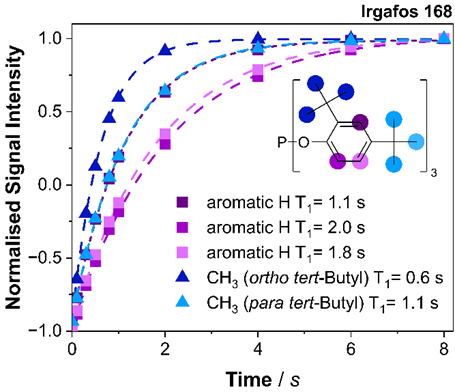 Irgafos 168
Normalised Signal Intensity
1.0
0.5
0.0
−0.5
−1.0
P
O
3
aromatic H T1= 1.1 s
aromatic H T1= 2.0 s
aromatic H T1= 1.8 s
CH3 (ortho tert-Butyl) T1= 0.6 s
CH3 (para tert-Butyl) T1= 1.1 s
0 2 4 6 8
Time / s